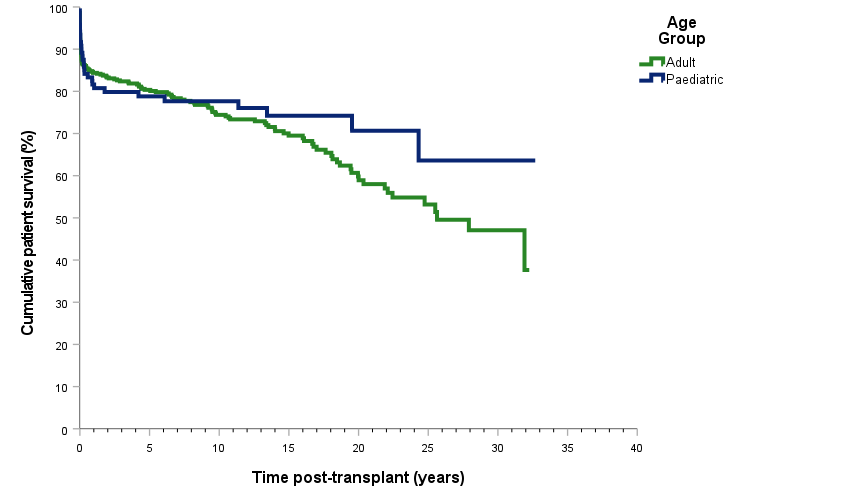 100
90
80
70
60
50
40
30
20
10
0
0 5 10 15 20 25 30 35 40
Cumulative patient survival (%)
Time post-transplant (years)
Age
Group
Adult
Paediatric